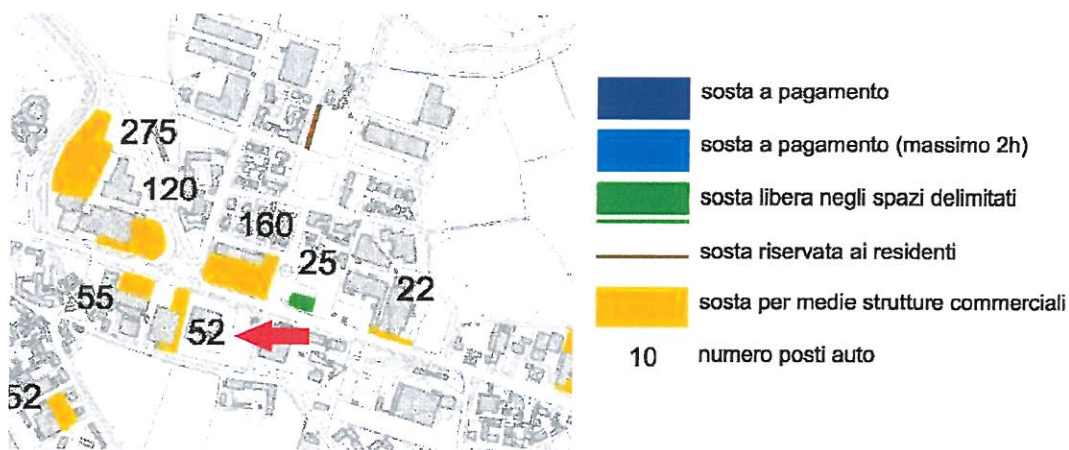 275
120
160
25
22
55
52
52
sosta a pagamento
sosta a pagamento (massimo 2h)
sosta libera negli spazi delimitati
sosta riservata ai residenti
sosta per medie strutture commerciali
10 numero posti auto